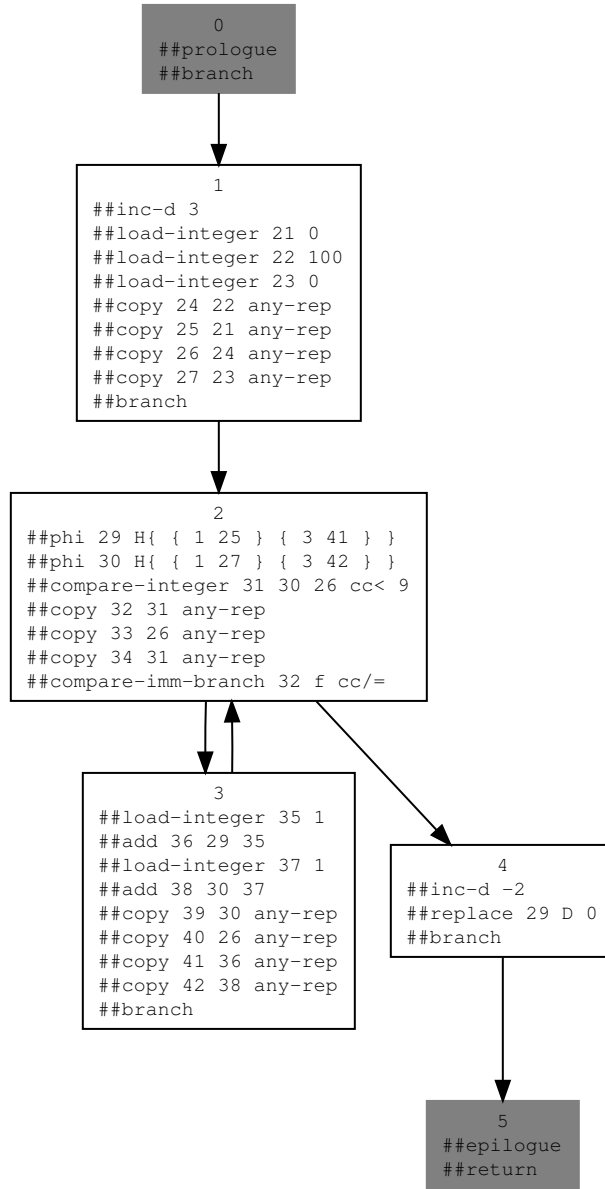 0
##prologue
##branch
1
##inc-d 3
##load-integer 21 0
##load-integer 22 100
##load-integer 23 0
##copy 24 22 any-rep
##copy 25 21 any-rep
##copy 26 24 any-rep
##copy 27 23 any-rep
##branch
2
##phi 29 H{ { 1 25 } { 3 41 } }
##phi 30 H{ { 1 27 } { 3 42 } }
##compare-integer 31 30 26 cc< 9
##copy 32 31 any-rep
##copy 33 26 any-rep
##copy 34 31 any-rep
##compare-imm-branch 32 f cc/=
3
##load-integer 35 1
##add 36 29 35
##load-integer 37 1
##add 38 30 37
##copy 39 30 any-rep
##copy 40 26 any-rep
##copy 41 36 any-rep
##copy 42 38 any-rep
##branch
4
##inc-d -2
##replace 29 D 0
##branch
5
##epilogue
##return